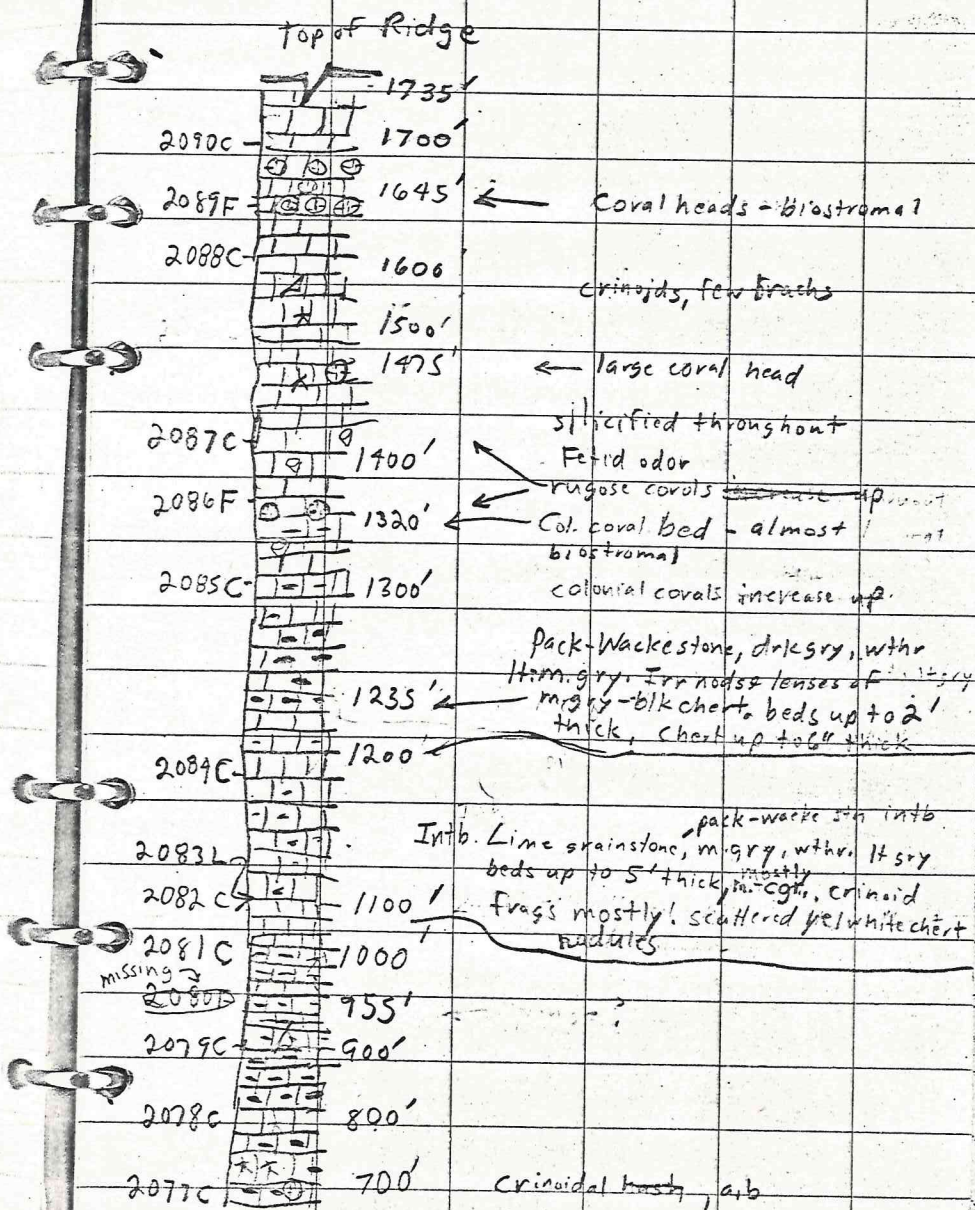 top of Ridge
1735'
2090C 1700'
2089F 1645' Coral heads - biostromal
2088C 1600
crinoids, few brachs
1500'
1475' large coral head
silicified throughout
2087C
1400' Fetid odor
2086F rugose corals increase up
1320' Col. coral bed - almost
biostromal
2085C 1300' colonial corals increase up.
Pack-Wackestone, drk gry, wthr
lt.-m.gry. Irr nods & lenses of
1235' m.gry-blk chert. beds up to 2'
thick, Chert up to 6" thick
1200'
2084C
pack-wacke stn intb
Intb. Lime grainstone, m.gry, wthr. lt gry
2083L beds up to 5' thick, mostly m.-cgr., crinoid
2082C 1100' frags mostly. scattered yel white chert
nodules
2081C 1000'
missing
2080D 955' ?
2079C 900'
2078C 800'
2077C 700' Crinoidal hash, a,b